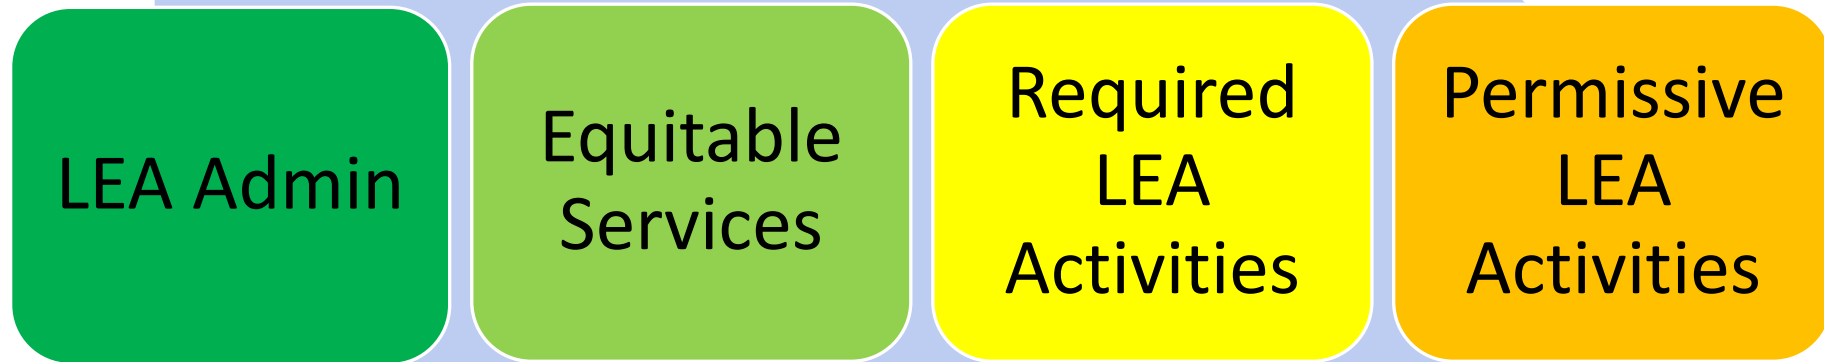 LEA Admin
Equitable
Services
Required
LEA
Activities
Permissive
LEA
Activities